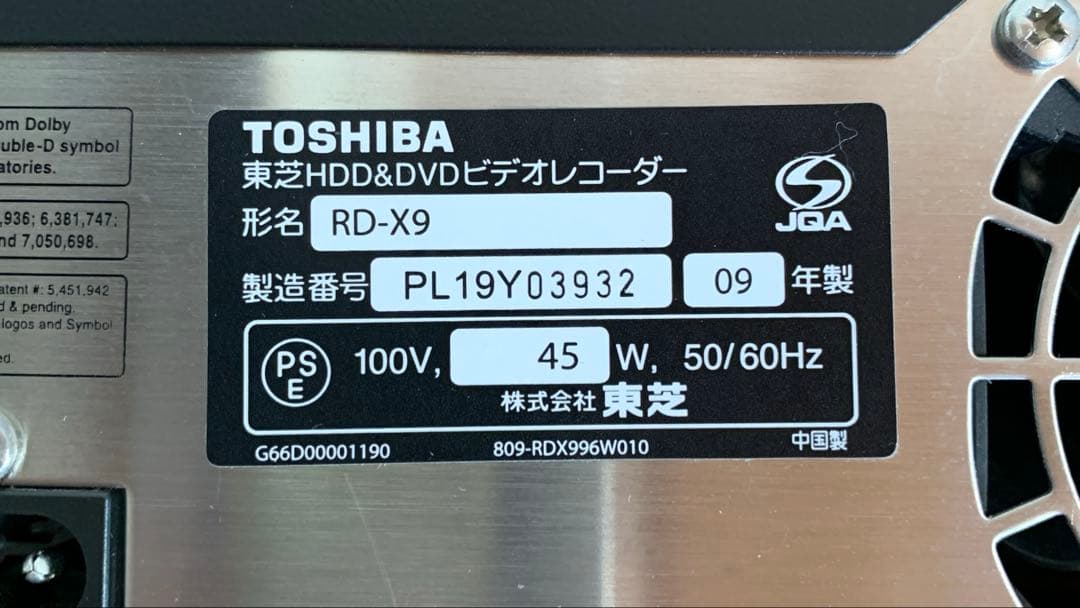 om Dolby
uble-D symbol
atories.
,936; 6,381,747:
nd 7,050,698.
atent #: 5,451,942
d & pending.
logos and Symbol
ed.
TOSHIBA
東芝HDD&DVDビデオレコーダー
形名 RD-X9
JQA
製造番号 PL19Y03932 09 年製
PSE 100V, 45 W, 50/60Hz
株式会社 東芝
G66D00001190 809-RDX996W010 中国製